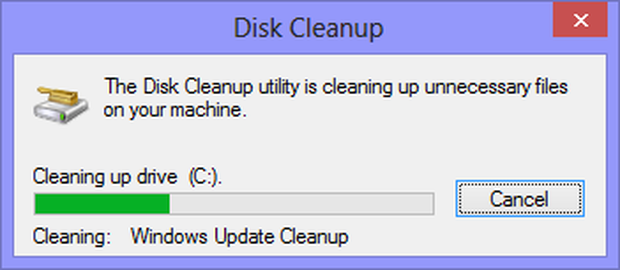 Disk Cleanup
The Disk Cleanup utility is cleaning up unnecessary files
on your machine.
Cleaning up drive  (C:).
Cancel
Cleaning:   Windows Update Cleanup